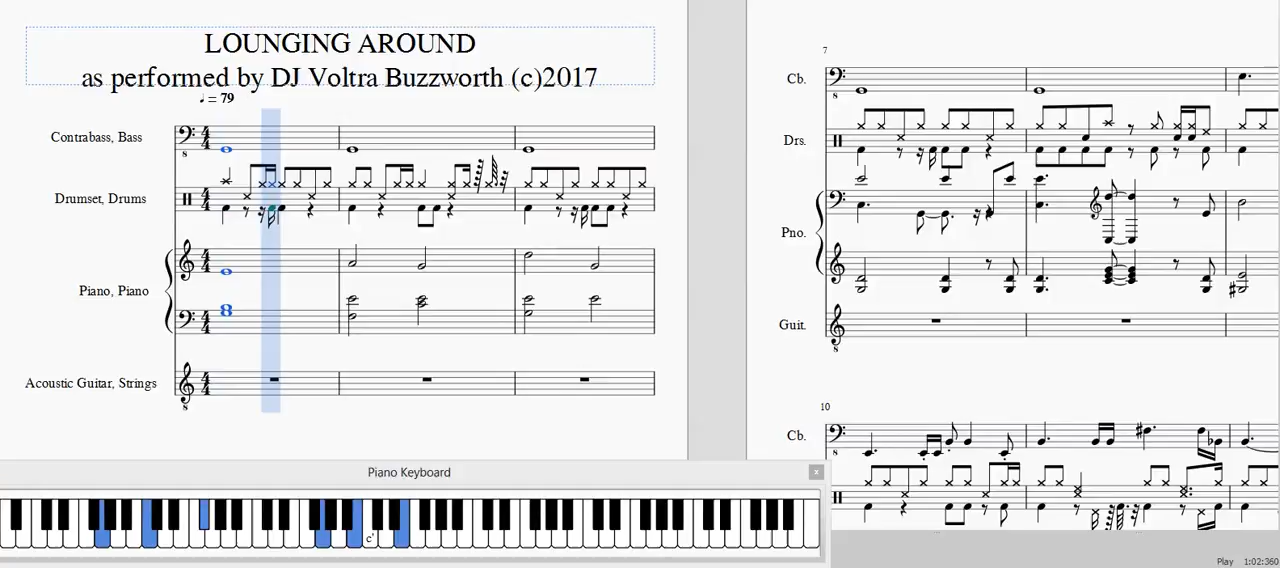 LOUNGING AROUND
as performed by DJ Voltra Buzzworth (c)2017
♩ = 79
Contrabass, Bass
Drumset, Drums
Piano, Piano
Acoustic Guitar, Strings
7
Cb.
Drs.
Pno.
Guit.
10
Cb.
Piano Keyboard
c'
Play 1:02:360